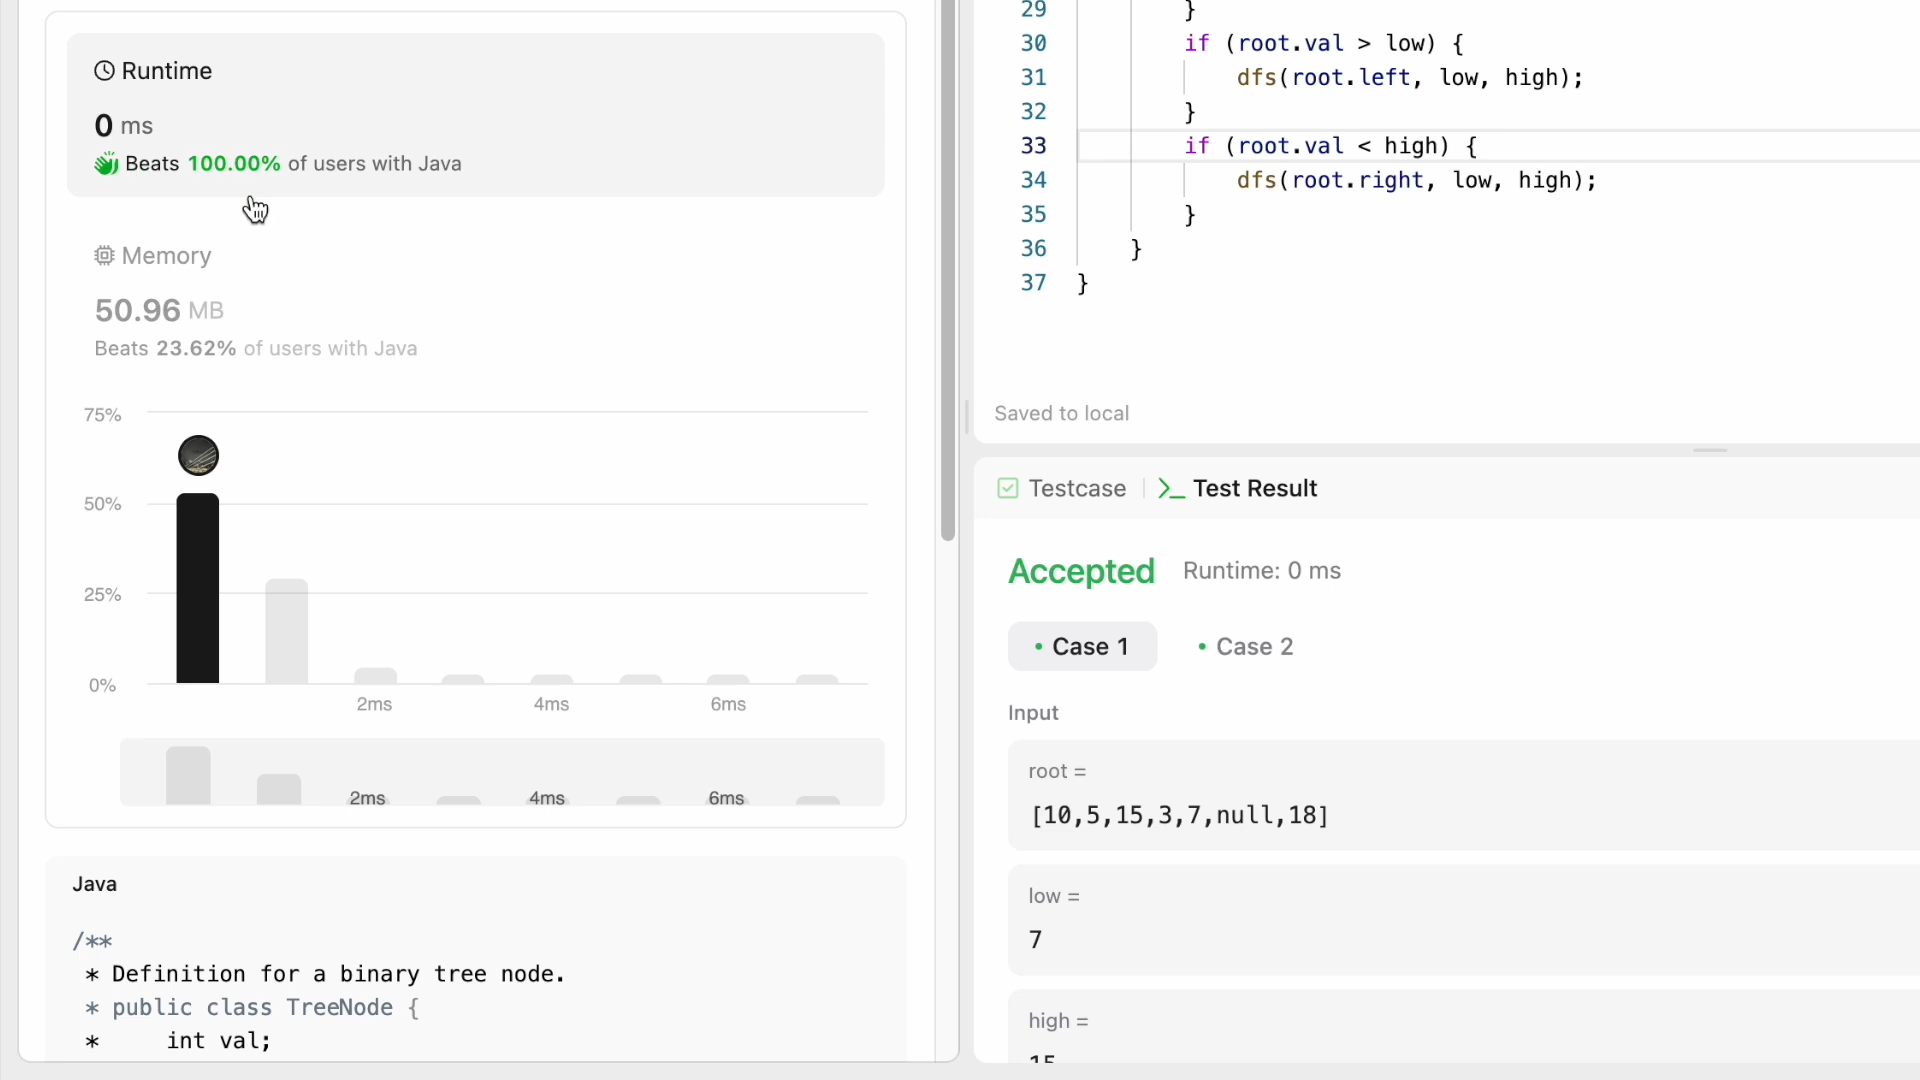 Runtime
0 ms
Beats 100.00% of users with Java
Memory
50.96 MB
Beats 23.62% of users with Java
75%
50%
25%
0%
2ms 4ms 6ms
2ms 4ms 6ms
Java
/**
* Definition for a binary tree node.
* public class TreeNode {
*     int val;
29 }
30 if (root.val > low) {
31 dfs(root.left, low, high);
32 }
33 if (root.val < high) {
34 dfs(root.right, low, high);
35 }
36 }
37 }
Saved to local
Testcase
Test Result
Accepted Runtime: 0 ms
• Case 1 • Case 2
Input
root =
[10,5,15,3,7,null,18]
low =
7
high =
15